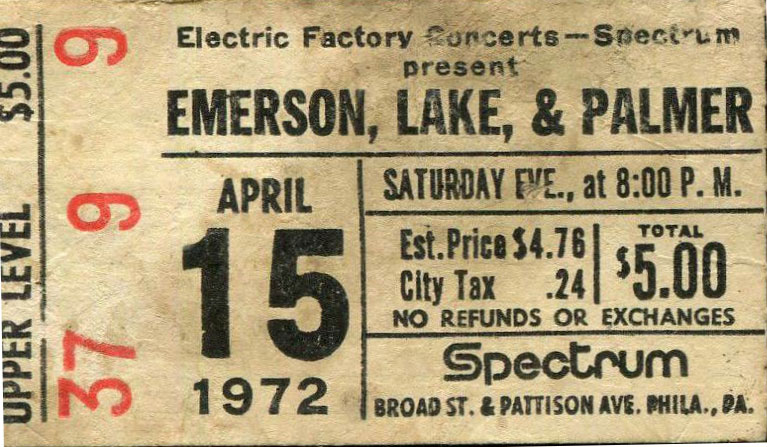 $5.00
UPPER LEVEL
9
9
37
Electric Factory Concerts—Spectrum
present
EMERSON, LAKE, & PALMER
APRIL
15
1972
SATURDAY EVE., at 8:00 P. M.
Est. Price $4.76
City Tax .24
TOTAL
$5.00
NO REFUNDS OR EXCHANGES
Spectrum
BROAD ST. & PATTISON AVE. PHILA., PA.